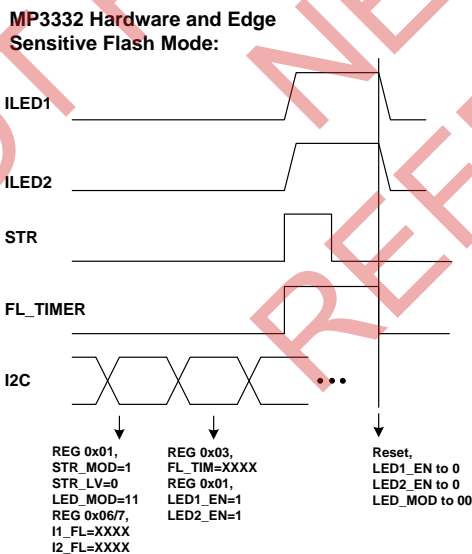 MP3332 Hardware and Edge
Sensitive Flash Mode:
ILED1
ILED2
STR
FL_TIMER
I2C
REG 0x01,
STR_MOD=1
STR_LV=0
LED_MOD=11
REG 0x06/7,
I1_FL=XXXX
I2_FL=XXXX
REG 0x03,
FL_TIM=XXXX
REG 0x01,
LED1_EN=1
LED2_EN=1
Reset,
LED1_EN to 0
LED2_EN to 0
LED_MOD to 00